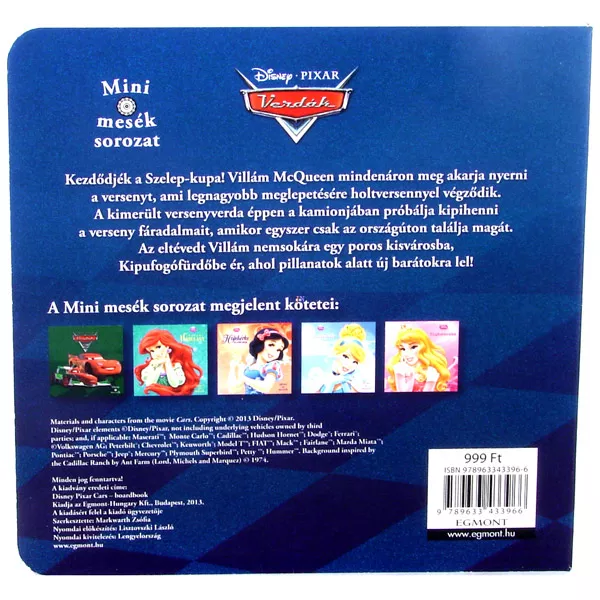 Mini
mesék
sorozat
Disney · PIXAR
Verdák
Kezdődjék a Szelep-kupa! Villám McQueen mindenáron meg akarja nyerni
a versenyt, ami legnagyobb meglepetésére holtversennyel végződik.
A kimerült versenyverda éppen a kamionjában próbálja kipihenni
a verseny fáradalmait, amikor egyszer csak az országúton találja magát.
Az eltévedt Villám nemsokára egy poros kisvárosba,
Kipufogófürdőbe ér, ahol pillanatok alatt új barátokra lel!
A Mini mesék sorozat megjelent kötetei:
Materials and characters from the movie Cars. Copyright © 2013 Disney/Pixar.
Disney/Pixar elements ©Disney/Pixar, not including underlying vehicles owned by third
parties; and, if applicable: Maserati™; Monte Carlo™; Cadillac™; Hudson Hornet™; Dodge™; Ferrari™;
©Volkswagen AG; Peterbilt™; Chevrolet™; Kenworth™; Model T™; FIAT™; Mack™; Fairlane™; Mazda Miata™;
Pontiac™; Porsche™; Jeep™; Mercury™; Plymouth Superbird™; Petty™; Hummer™. Background inspired by
the Cadillac Ranch by Ant Farm (Lord, Michels and Marquez) © 1974.
Minden jog fenntartva!
A kiadvány eredeti címe:
Disney Pixar Cars – boardbook
Kiadja az Egmont-Hungary Kft., Budapest, 2013.
A kiadásért felel a kiadó ügyvezetője
Szerkesztette: Markwarth Zsófia
Nyomdai előkészítés: Lisztovszki László
Nyomdai kivitelezés: Lengyelország
www.egmont.hu
999 Ft
ISBN 978963343396-6
9 789633 433966
EGMONT
www.egmont.hu